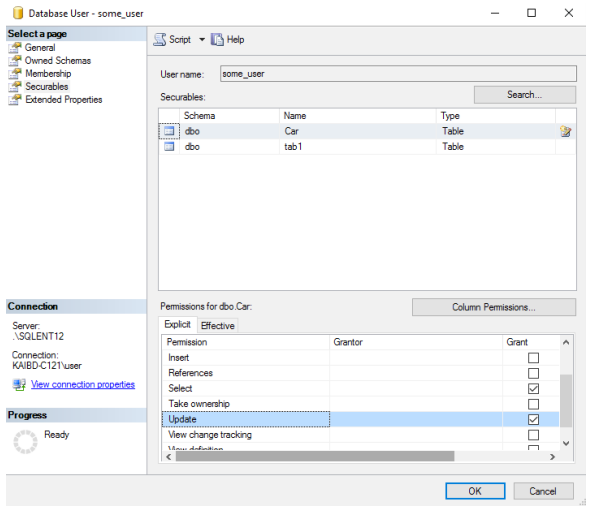 Database User - some_user
Select a page
General
Owned Schemas
Membership
Securables
Extended Properties
Script Help
User name: some_user
Securables: Search...
Schema Name Type
dbo Car Table
dbo tab1 Table
Connection
Server:
.\SQLENT12
Connection:
KAIBD-C121\user
View connection properties
Progress
Ready
Permissions for dbo.Car: Column Permissions...
Explicit Effective
Permission Grantor Grant
Insert
References
Select
Take ownership
Update
View change tracking
View definition
OK Cancel